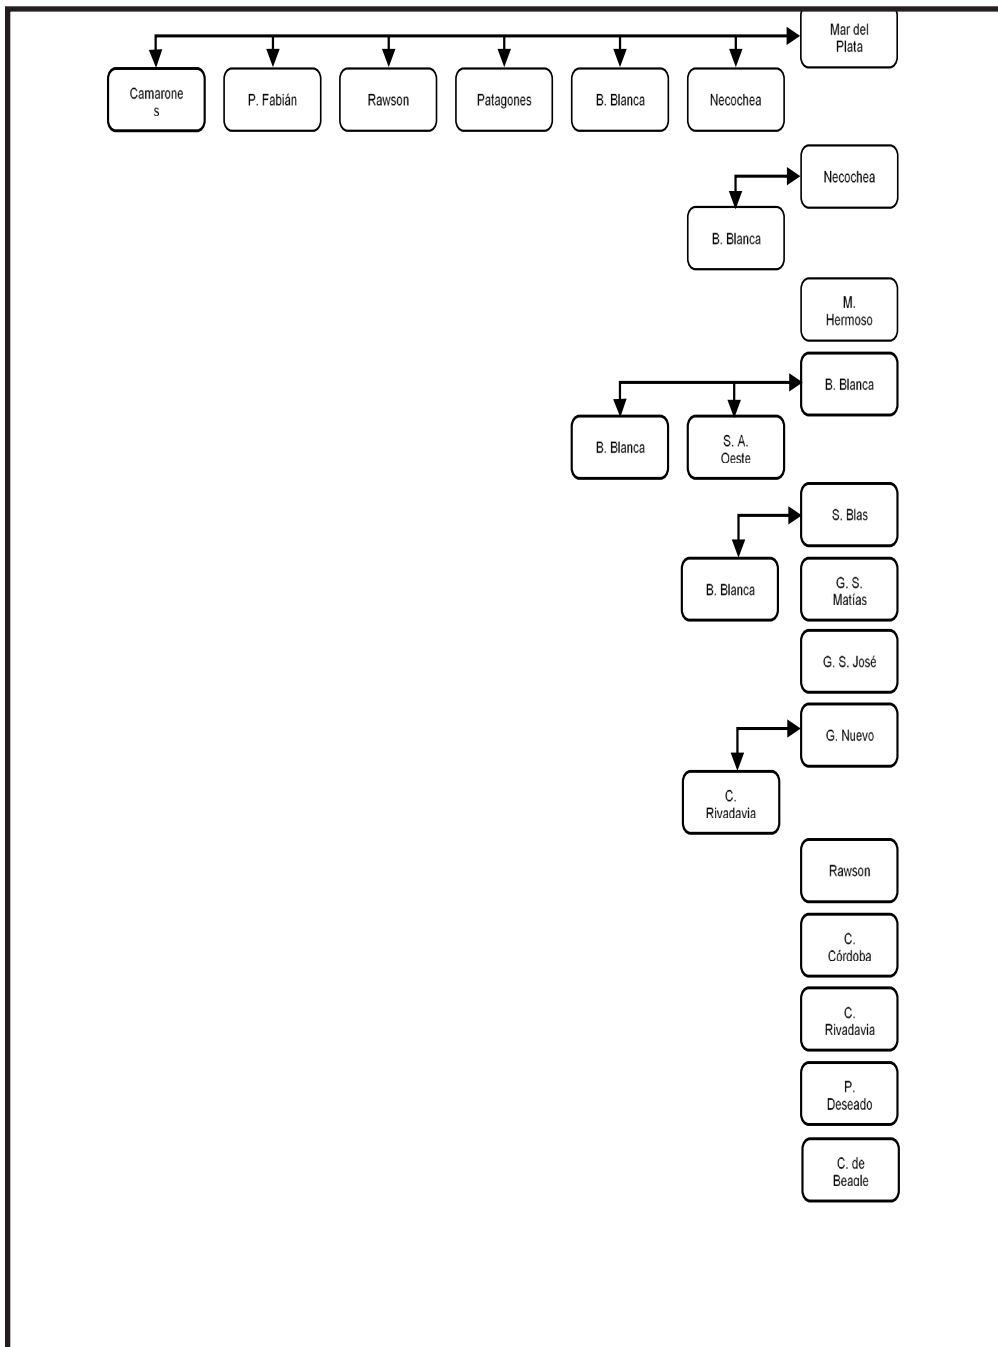 Mar del
Plata
Camarone
s
P. Fabián
Rawson
Patagones
B. Blanca
Necochea
Necochea
B. Blanca
M.
Hermoso
B. Blanca
B. Blanca
S. A.
Oeste
S. Blas
B. Blanca
G. S.
Matías
G. S. José
G. Nuevo
C.
Rivadavia
Rawson
C.
Córdoba
C.
Rivadavia
P.
Deseado
C. de
Beagle